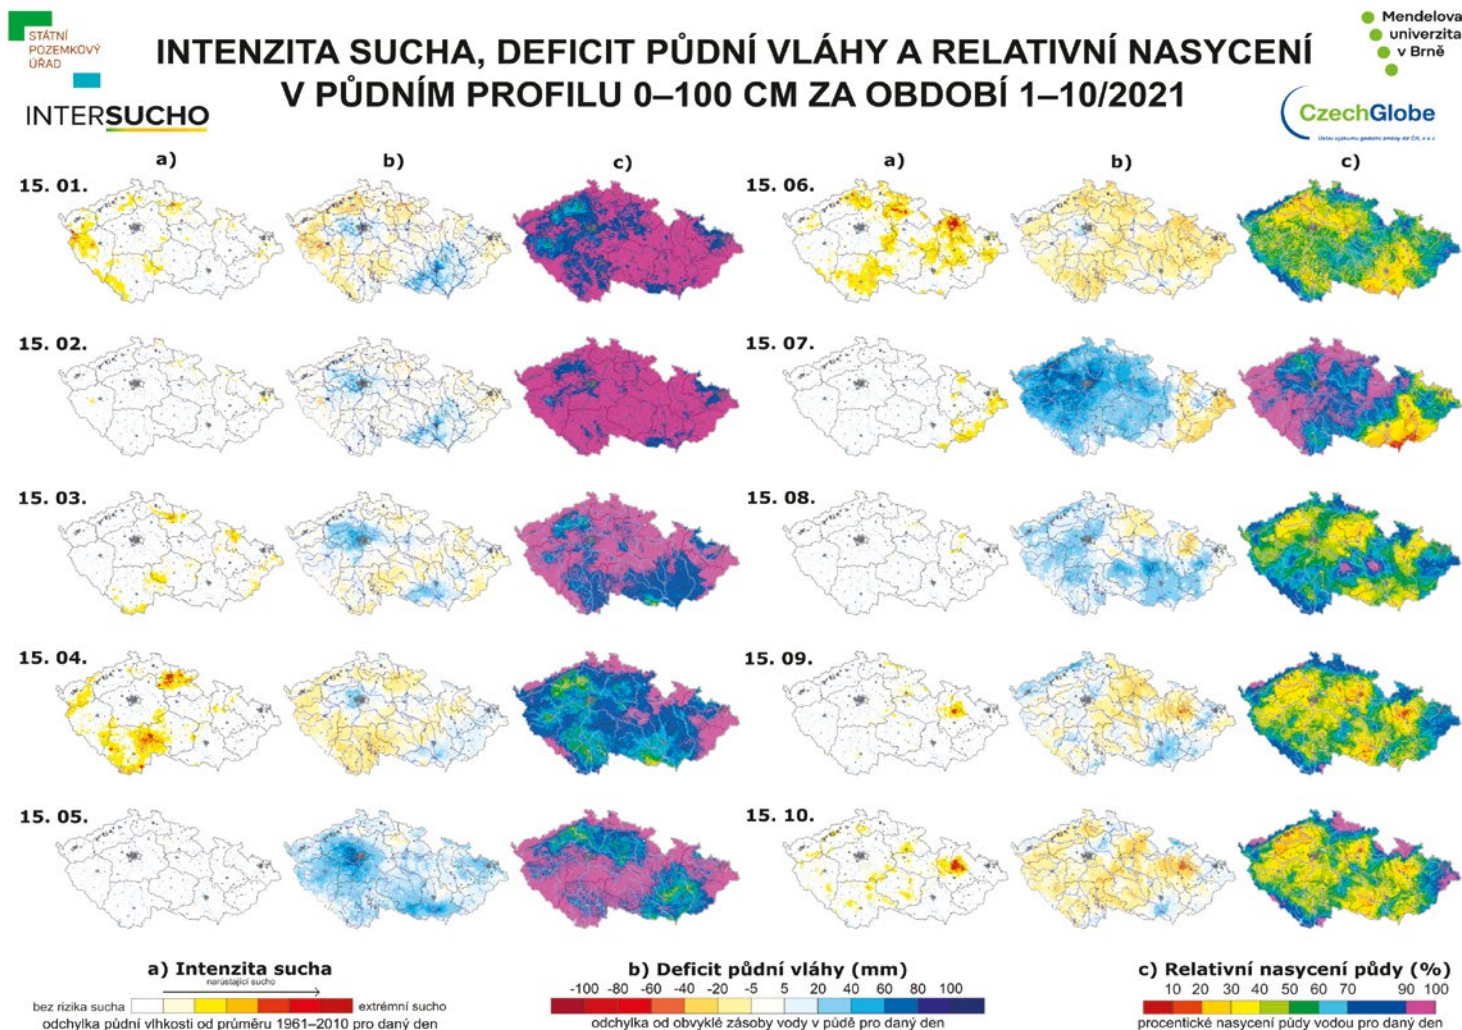 STÁTNÍ
POZEMKOVÝ
ÚŘAD
INTERSUCHO
INTENZITA SUCHA, DEFICIT PŮDNÍ VLÁHY A RELATIVNÍ NASYCENÍ
V PŮDNÍM PROFILU 0–100 CM ZA OBDOBÍ 1–10/2021
Mendelova
univerzita
v Brně
CzechGlobe
a) b) c) a) b) c)
15. 01. 15. 06.
15. 02. 15. 07.
15. 03. 15. 08.
15. 04. 15. 09.
15. 05. 15. 10.
a) Intenzita sucha
narůstající sucho
bez rizika sucha extrémní sucho
odchylka půdní vlhkosti od průměru 1961–2010 pro daný den
b) Deficit půdní vláhy (mm)
-100 -80 -60 -40 -20 -5 5 20 40 60 80 100
odchylka od obvyklé zásoby vody v půdě pro daný den
c) Relativní nasycení půdy (%)
10 20 30 40 50 60 70 90 100
procentické nasycení půdy vodou pro daný den